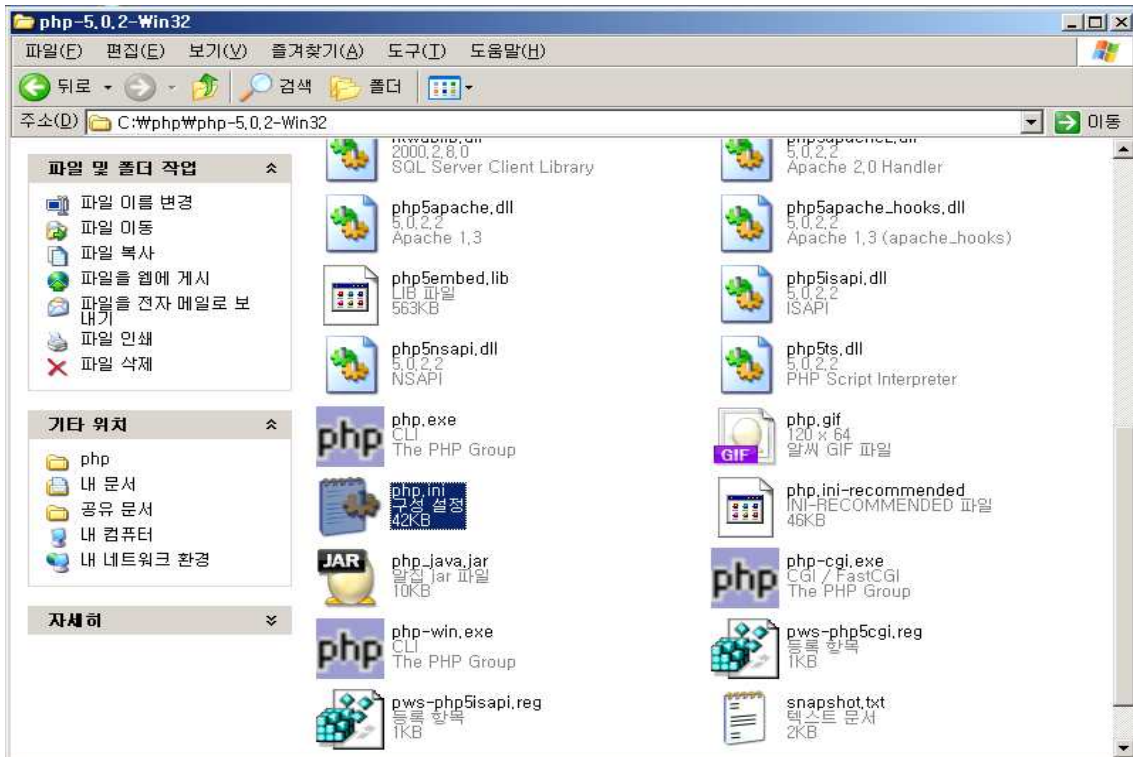 php-5.0.2-Win32
파일(F) 편집(E) 보기(V) 즐겨찾기(A) 도구(T) 도움말(H)
뒤로 검색 폴더
주소(D) C:₩php₩php-5.0.2-Win32 이동
파일 및 폴더 작업
파일 이름 변경
파일 이동
파일 복사
파일을 웹에 게시
파일을 전자 메일로 보
내기
파일 인쇄
파일 삭제
기타 위치
php
내 문서
공유 문서
내 컴퓨터
내 네트워크 환경
자세히
2000.2.8.0
SQL Server Client Library
5.0.2.2
Apache 2.0 Handler
php5apache.dll
5.0.2.2
Apache 1.3
php5apache_hooks.dll
5.0.2.2
Apache 1.3 (apache_hooks)
php5embed.lib
LIB 파일
563KB
php5isapi.dll
5.0.2.2
ISAPI
php5nsapi.dll
5.0.2.2
NSAPI
php5ts.dll
5.0.2.2
PHP Script Interpreter
php
php.exe
CLI
The PHP Group
GIF
php.gif
120 x 64
알씨 GIF 파일
php.ini
구성 설정
42KB
php.ini-recommended
INI-RECOMMENDED 파일
46KB
JAR
php_java.jar
알집 jar 파일
10KB
php
php-cgi.exe
CGI / FastCGI
The PHP Group
php
php-win.exe
CLI
The PHP Group
pws-php5cgi.reg
등록 항목
1KB
pws-php5isapi.reg
등록 항목
1KB
snapshot.txt
텍스트 문서
2KB